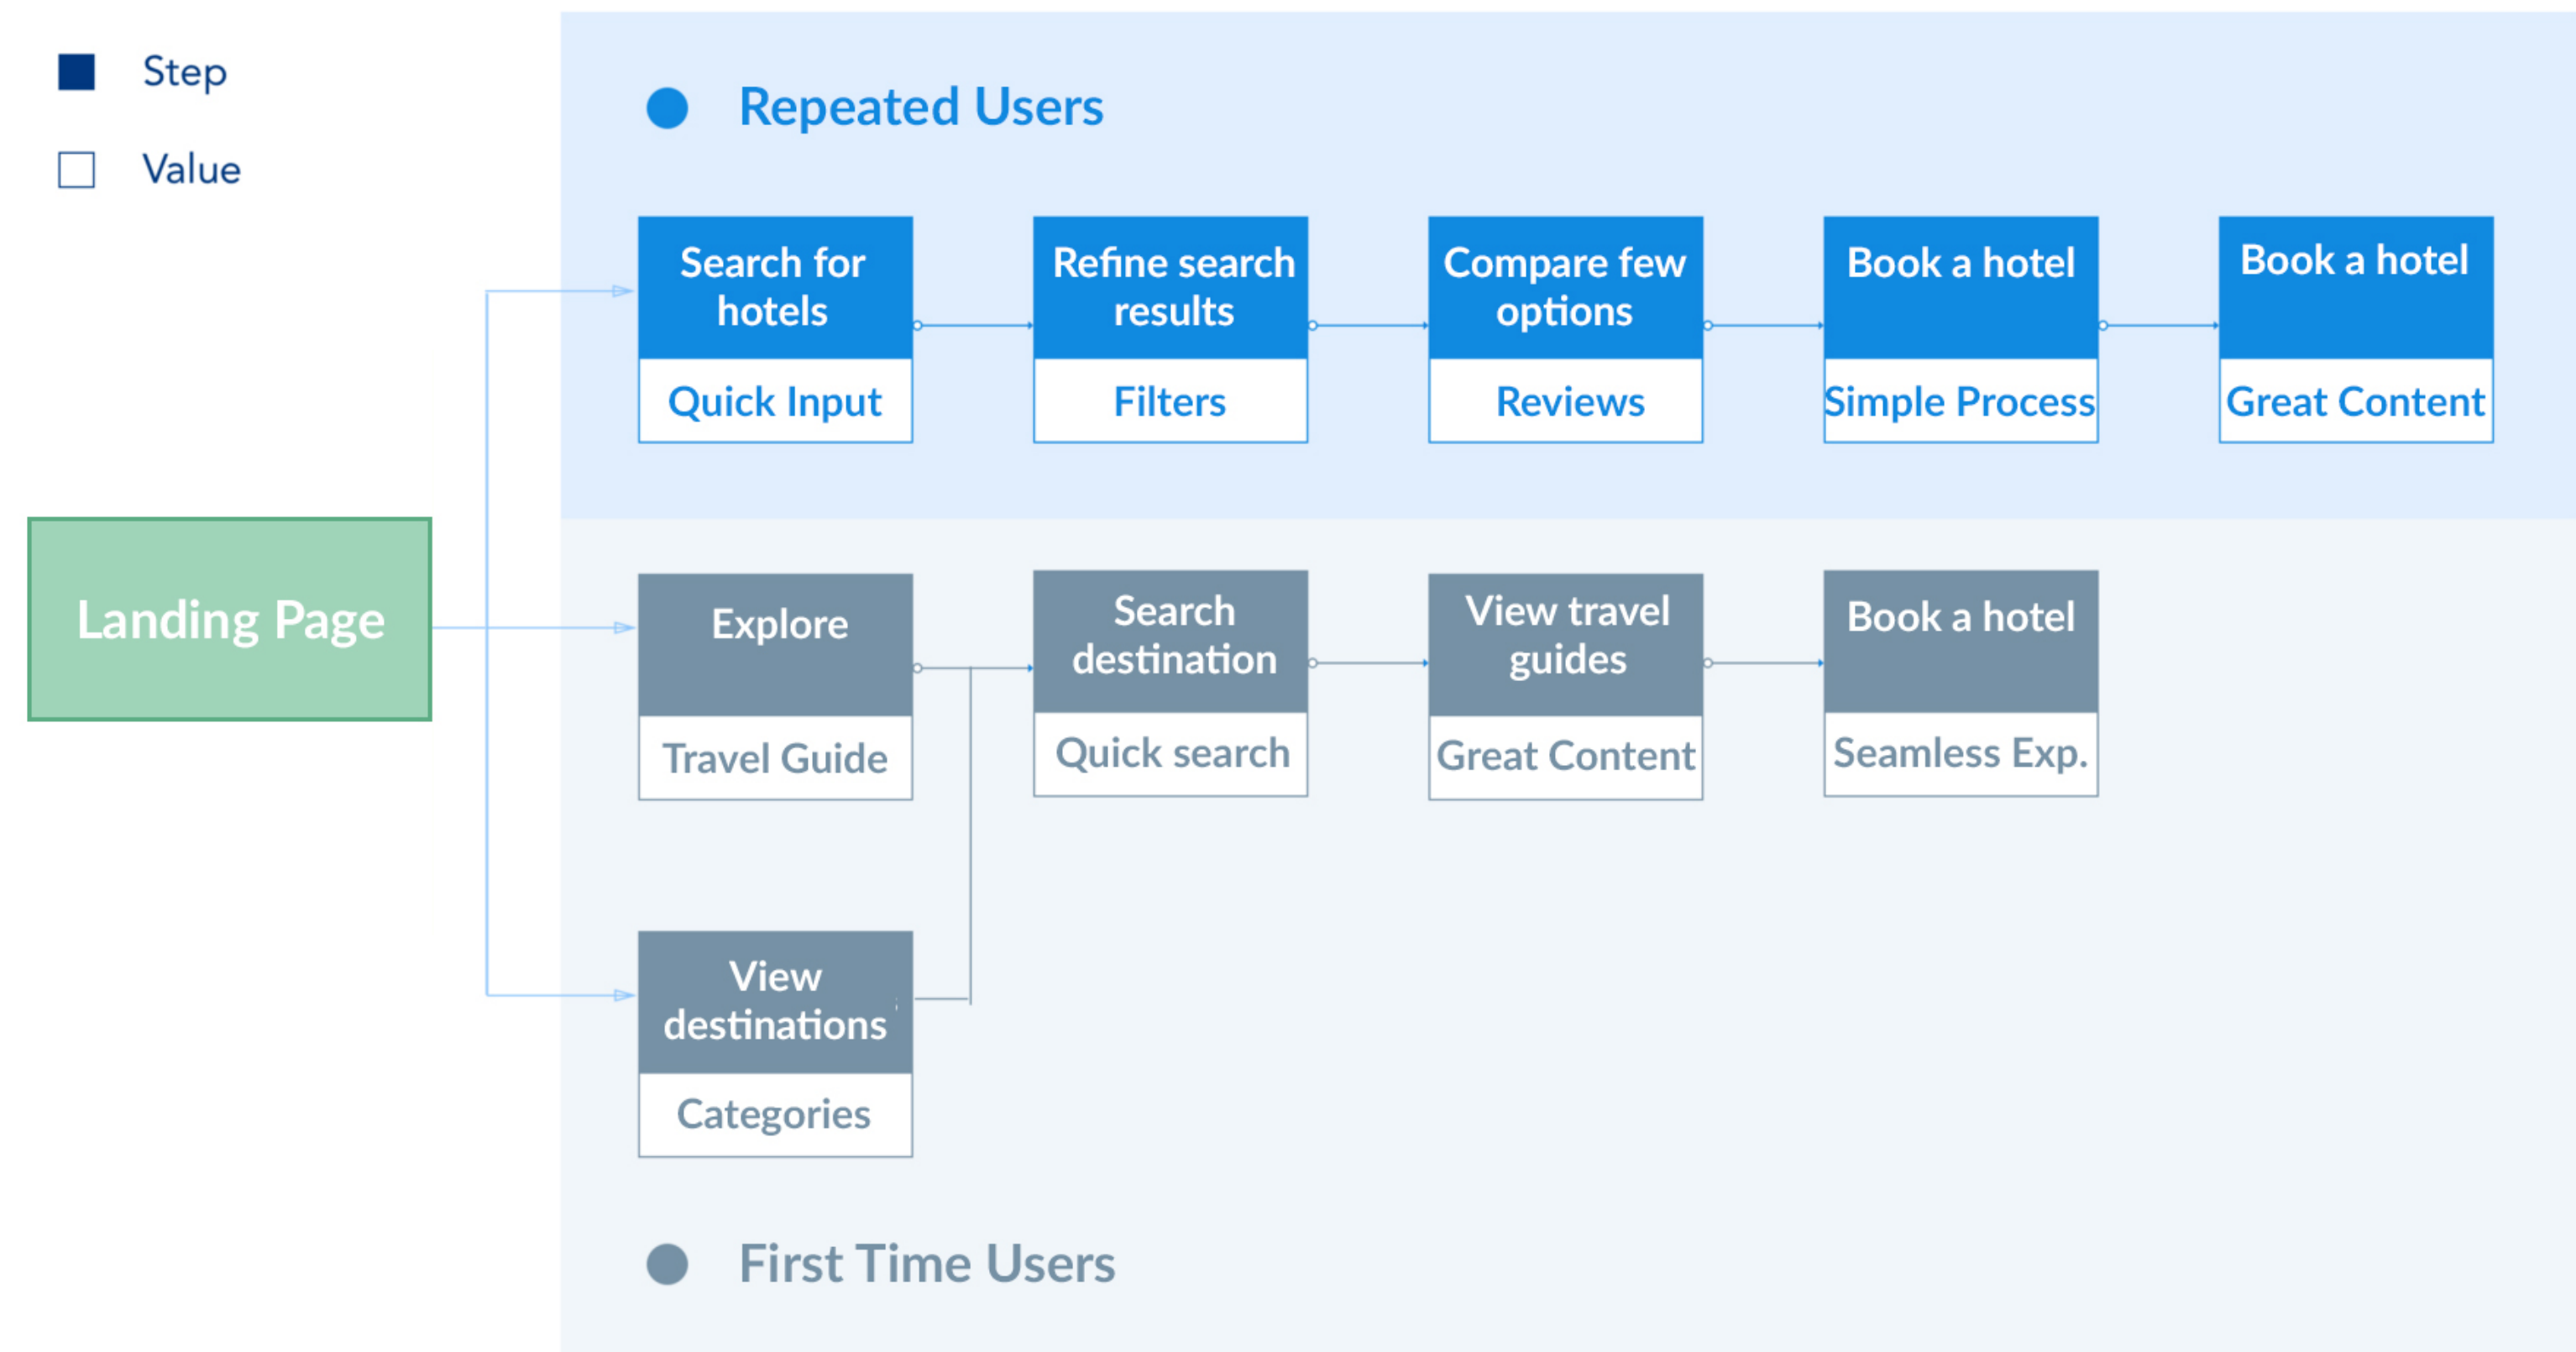 Step
Value
Repeated Users
Search for
hotels
Quick Input
Refine search
results
Filters
Compare few
options
Reviews
Book a hotel
Simple Process
Book a hotel
Great Content
Landing Page
Explore
Travel Guide
Search
destination
Quick search
View travel
guides
Great Content
Book a hotel
Seamless Exp.
View
destinations
Categories
First Time Users